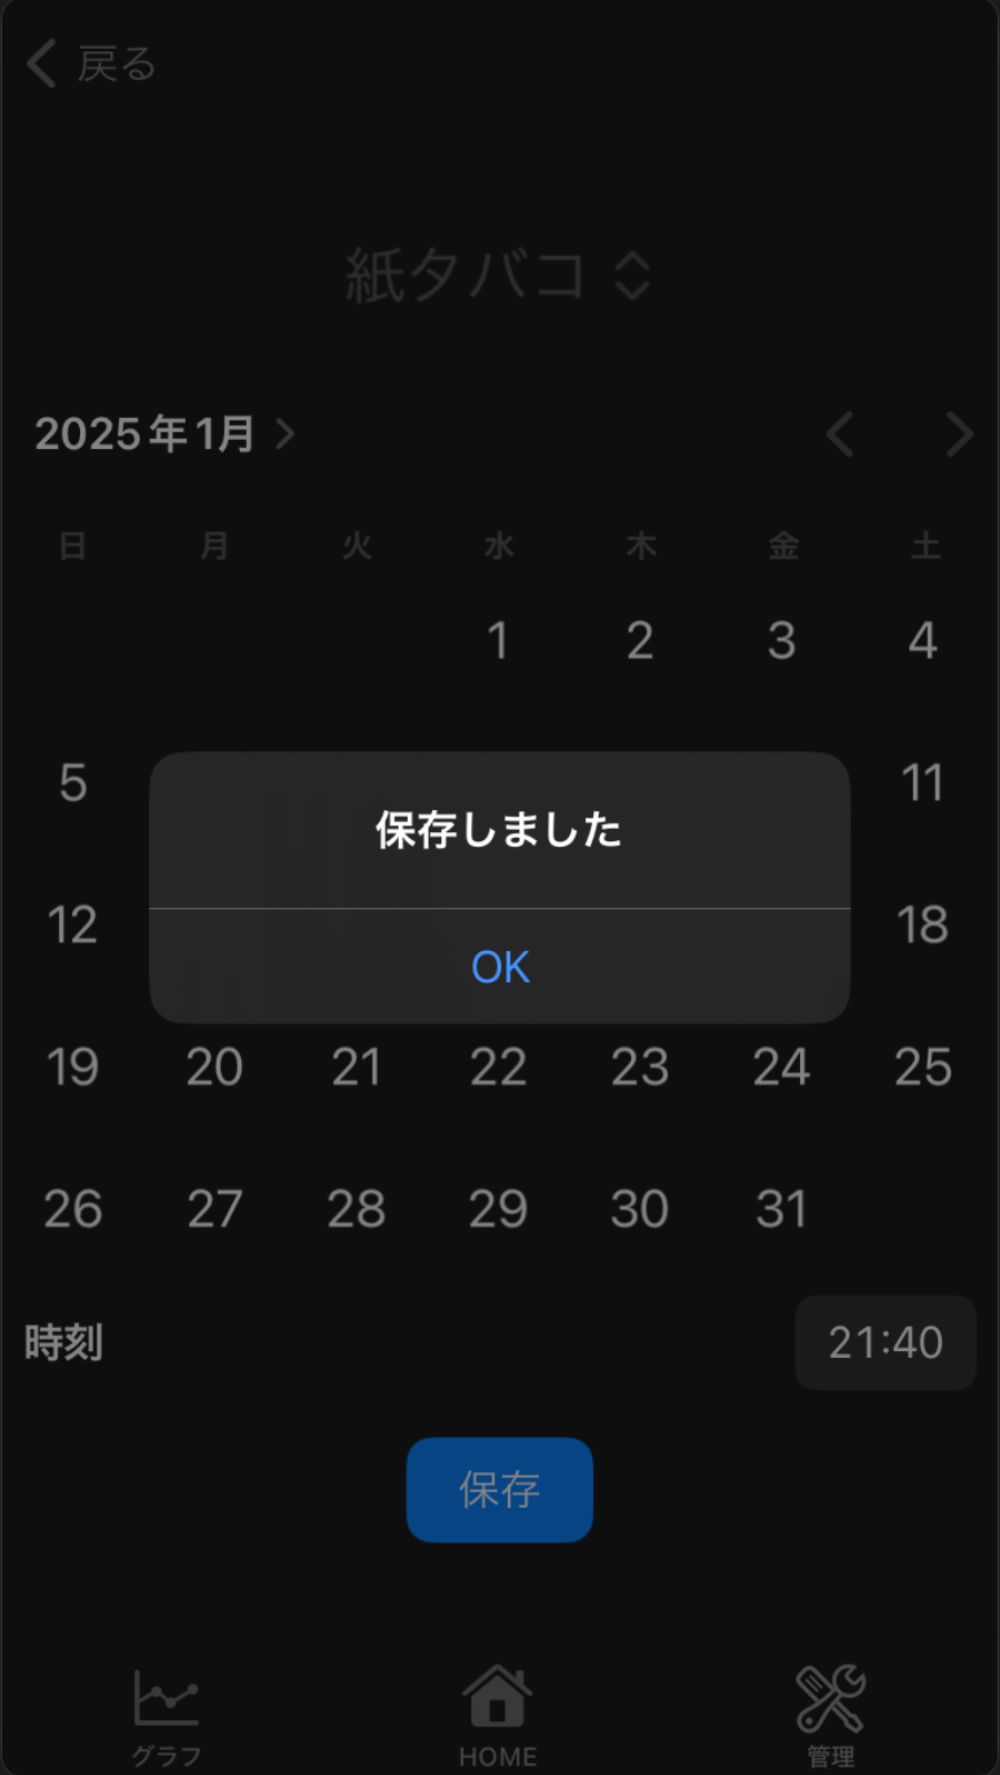 戻る
紙タバコ
2025年1月
日 月 火 水 木 金 土
1 2 3 4
5 11
保存しました
12 18
OK
19 20 21 22 23 24 25
26 27 28 29 30 31
時刻 21:40
保存
グラフ HOME 管理